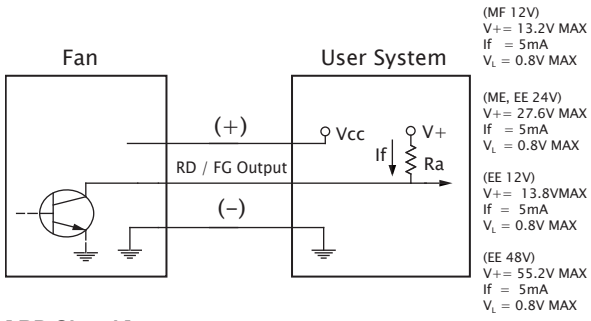 Fan
User System
(+)
Vcc
V+
If
Ra
RD / FG Output
(−)
(MF 12V)
V+= 13.2V MAX
If = 5mA
VL = 0.8V MAX
(ME, EE 24V)
V+= 27.6V MAX
If = 5mA
VL = 0.8V MAX
(EE 12V)
V+= 13.8VMAX
If = 5mA
VL = 0.8V MAX
(EE 48V)
V+= 55.2V MAX
If = 5mA
VL = 0.8V MAX